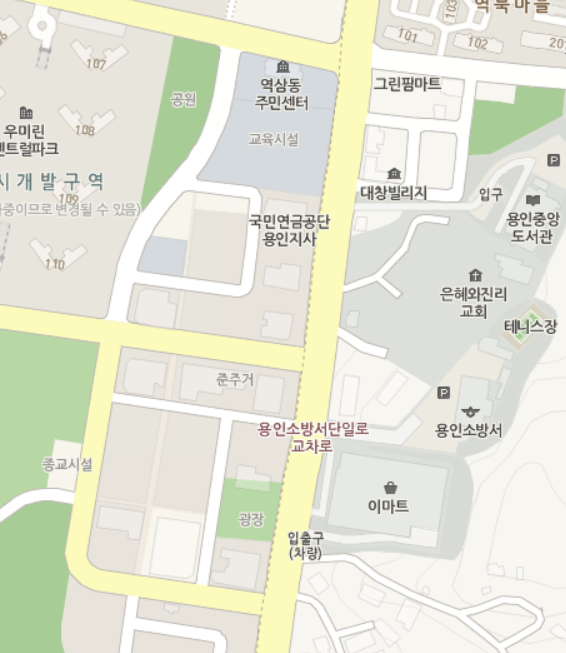 역북마을
103
101
102
107
역삼동
주민센터
그린팜마트
공원
우미린
108
교육시설
센트럴파크
P
시개발구역
대창빌리지
입구
109
중이므로 변경될 수 있음)
국민연금공단
용인지사
용인중앙
도서관
110
은혜와진리
교회
테니스장
준주거
P
용인소방서단일로
교차로
용인소방서
종교시설
이마트
광장
입출구
(차량)